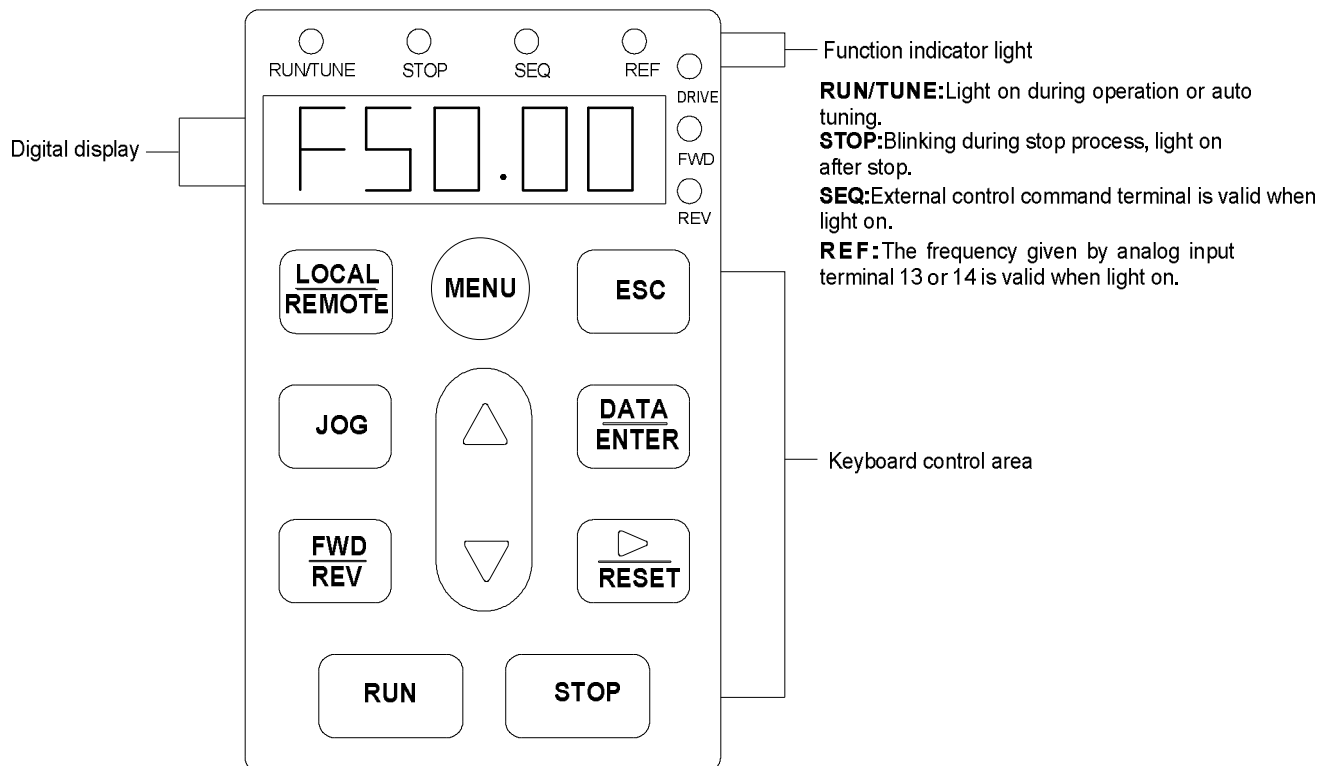 RUN/TUNE STOP SEQ REF
DRIVE
FWD
REV
F50.00
Digital display
LOCAL
REMOTE
MENU
ESC
JOG
DATA
ENTER
FWD
REV
RESET
RUN
STOP
Function indicator light
RUN/TUNE:Light on during operation or auto
tuning.
STOP:Blinking during stop process, light on
after stop.
SEQ:External control command terminal is valid when
light on.
REF:The frequency given by analog input
terminal 13 or 14 is valid when light on.
Keyboard control area